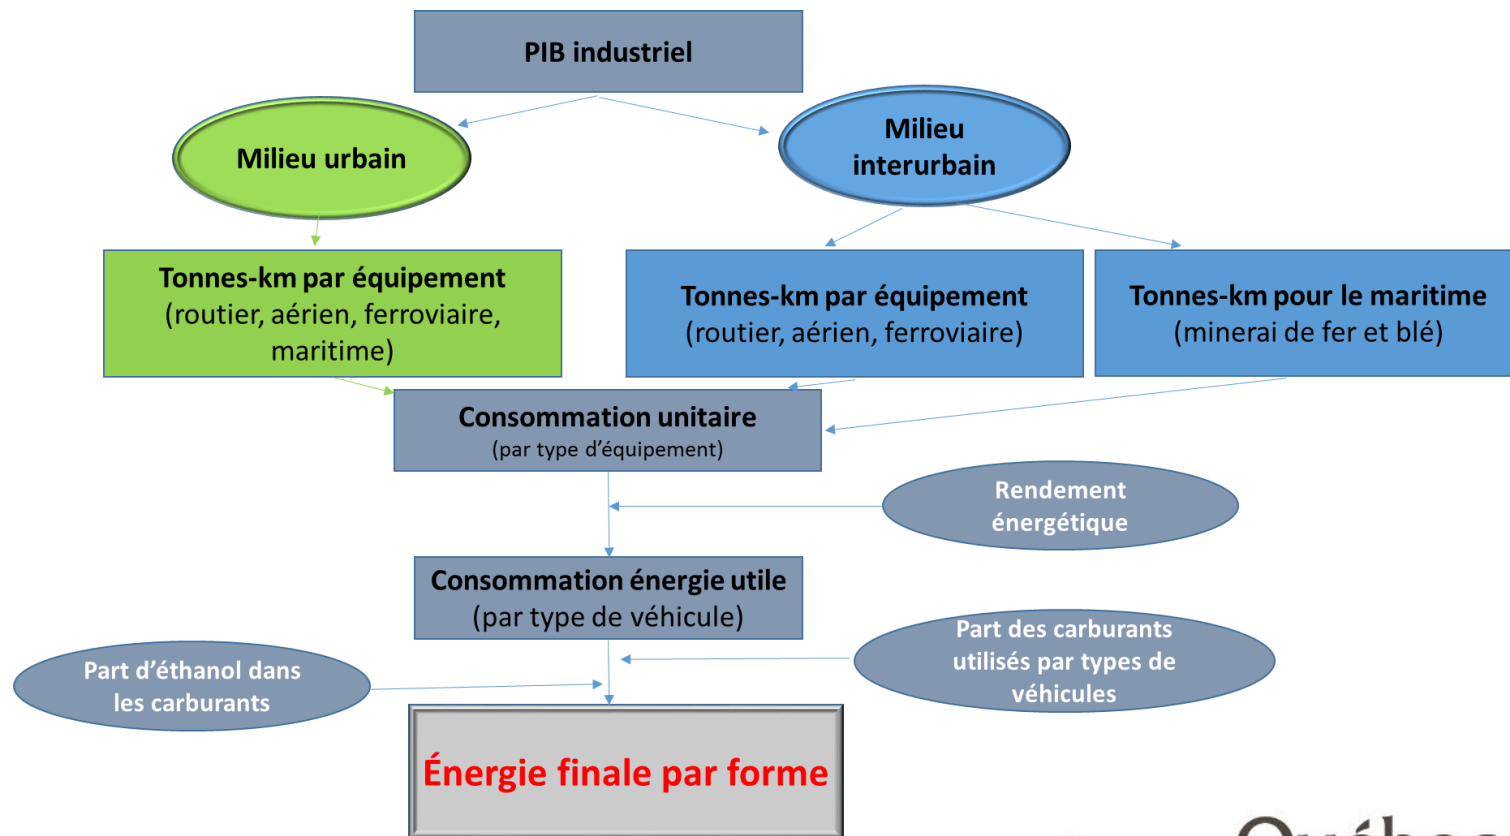 PIB industriel
Milieu urbain
Milieu
interurbain
Tonnes-km par équipement
(routier, aérien, ferroviaire,
maritime)
Tonnes-km par équipement
(routier, aérien, ferroviaire)
Tonnes-km pour le maritime
(minerai de fer et blé)
Consommation unitaire
(par type d’équipement)
Rendement
énergétique
Consommation énergie utile
(par type de véhicule)
Part des carburants
utilisés par types de
véhicules
Part d’éthanol dans
les carburants
Énergie finale par forme
Québec